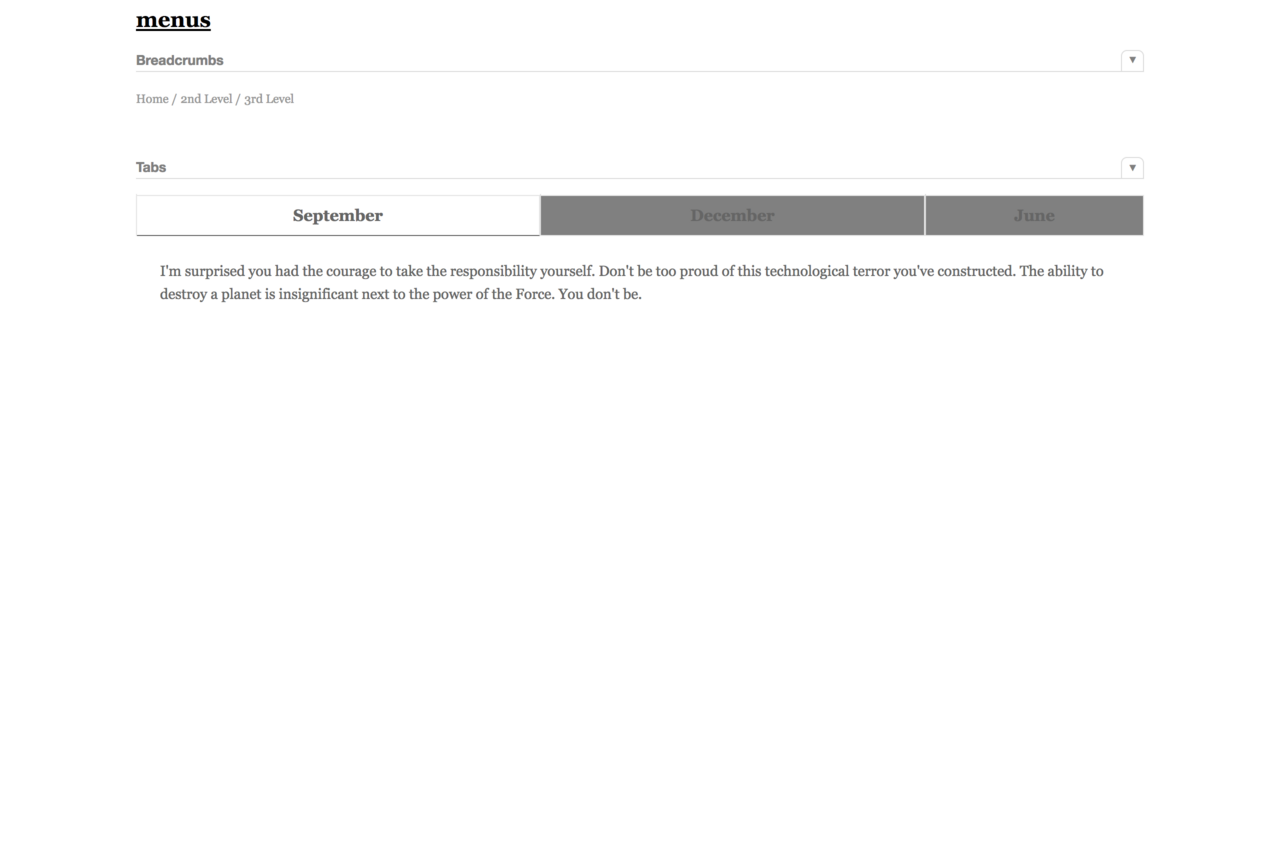 menus
Breadcrumbs
▼
Home / 2nd Level / 3rd Level
Tabs
▼
September
December
June
I'm surprised you had the courage to take the responsibility yourself. Don't be too proud of this technological terror you've constructed. The ability to
destroy a planet is insignificant next to the power of the Force. You don't be.